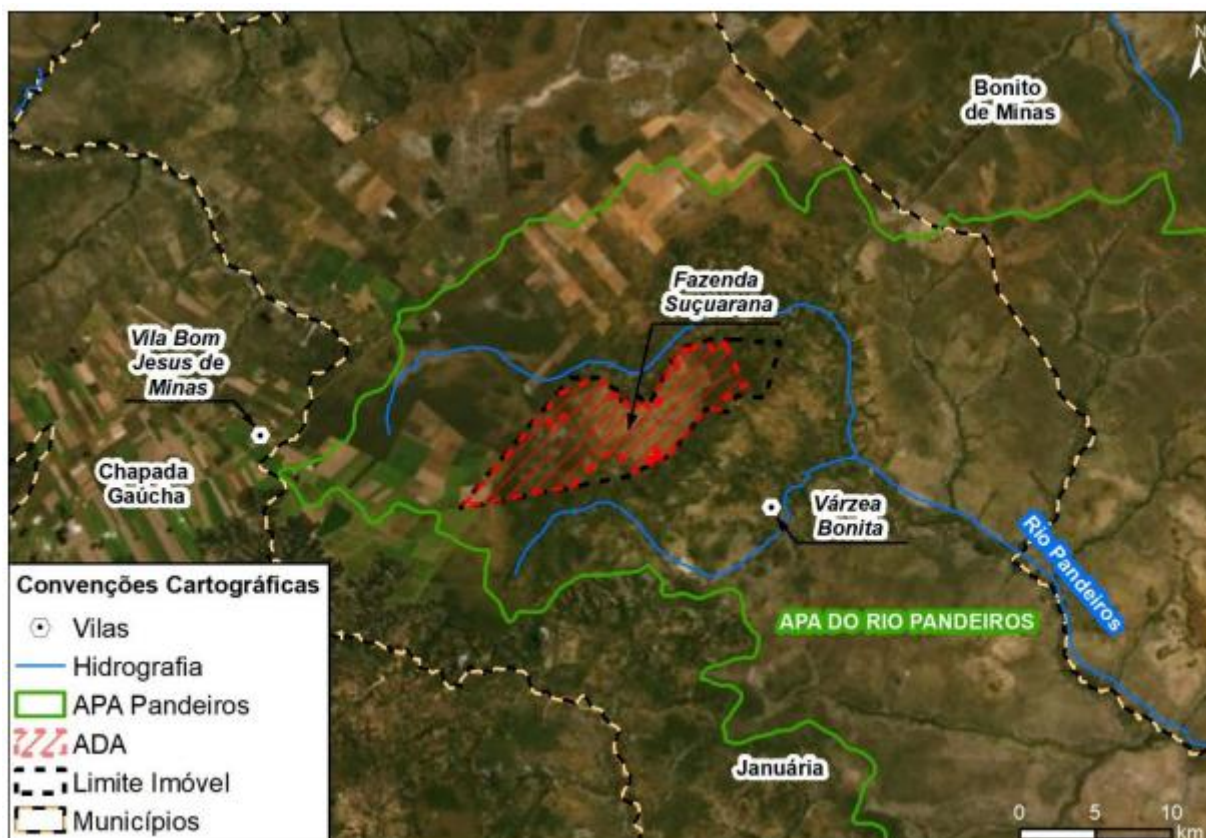 N
Bonito
de Minas
Fazenda
Suçuarana
Vila Bom
Jesus de
Minas
Chapada
Gaúcha
Várzea
Bonita
Rio Pandeiros
APA DO RIO PANDEIROS
Januária
Convenções Cartográficas
Vilas
Hidrografia
APA Pandeiros
ADA
Limite Imóvel
Municípios
0 5 10
km